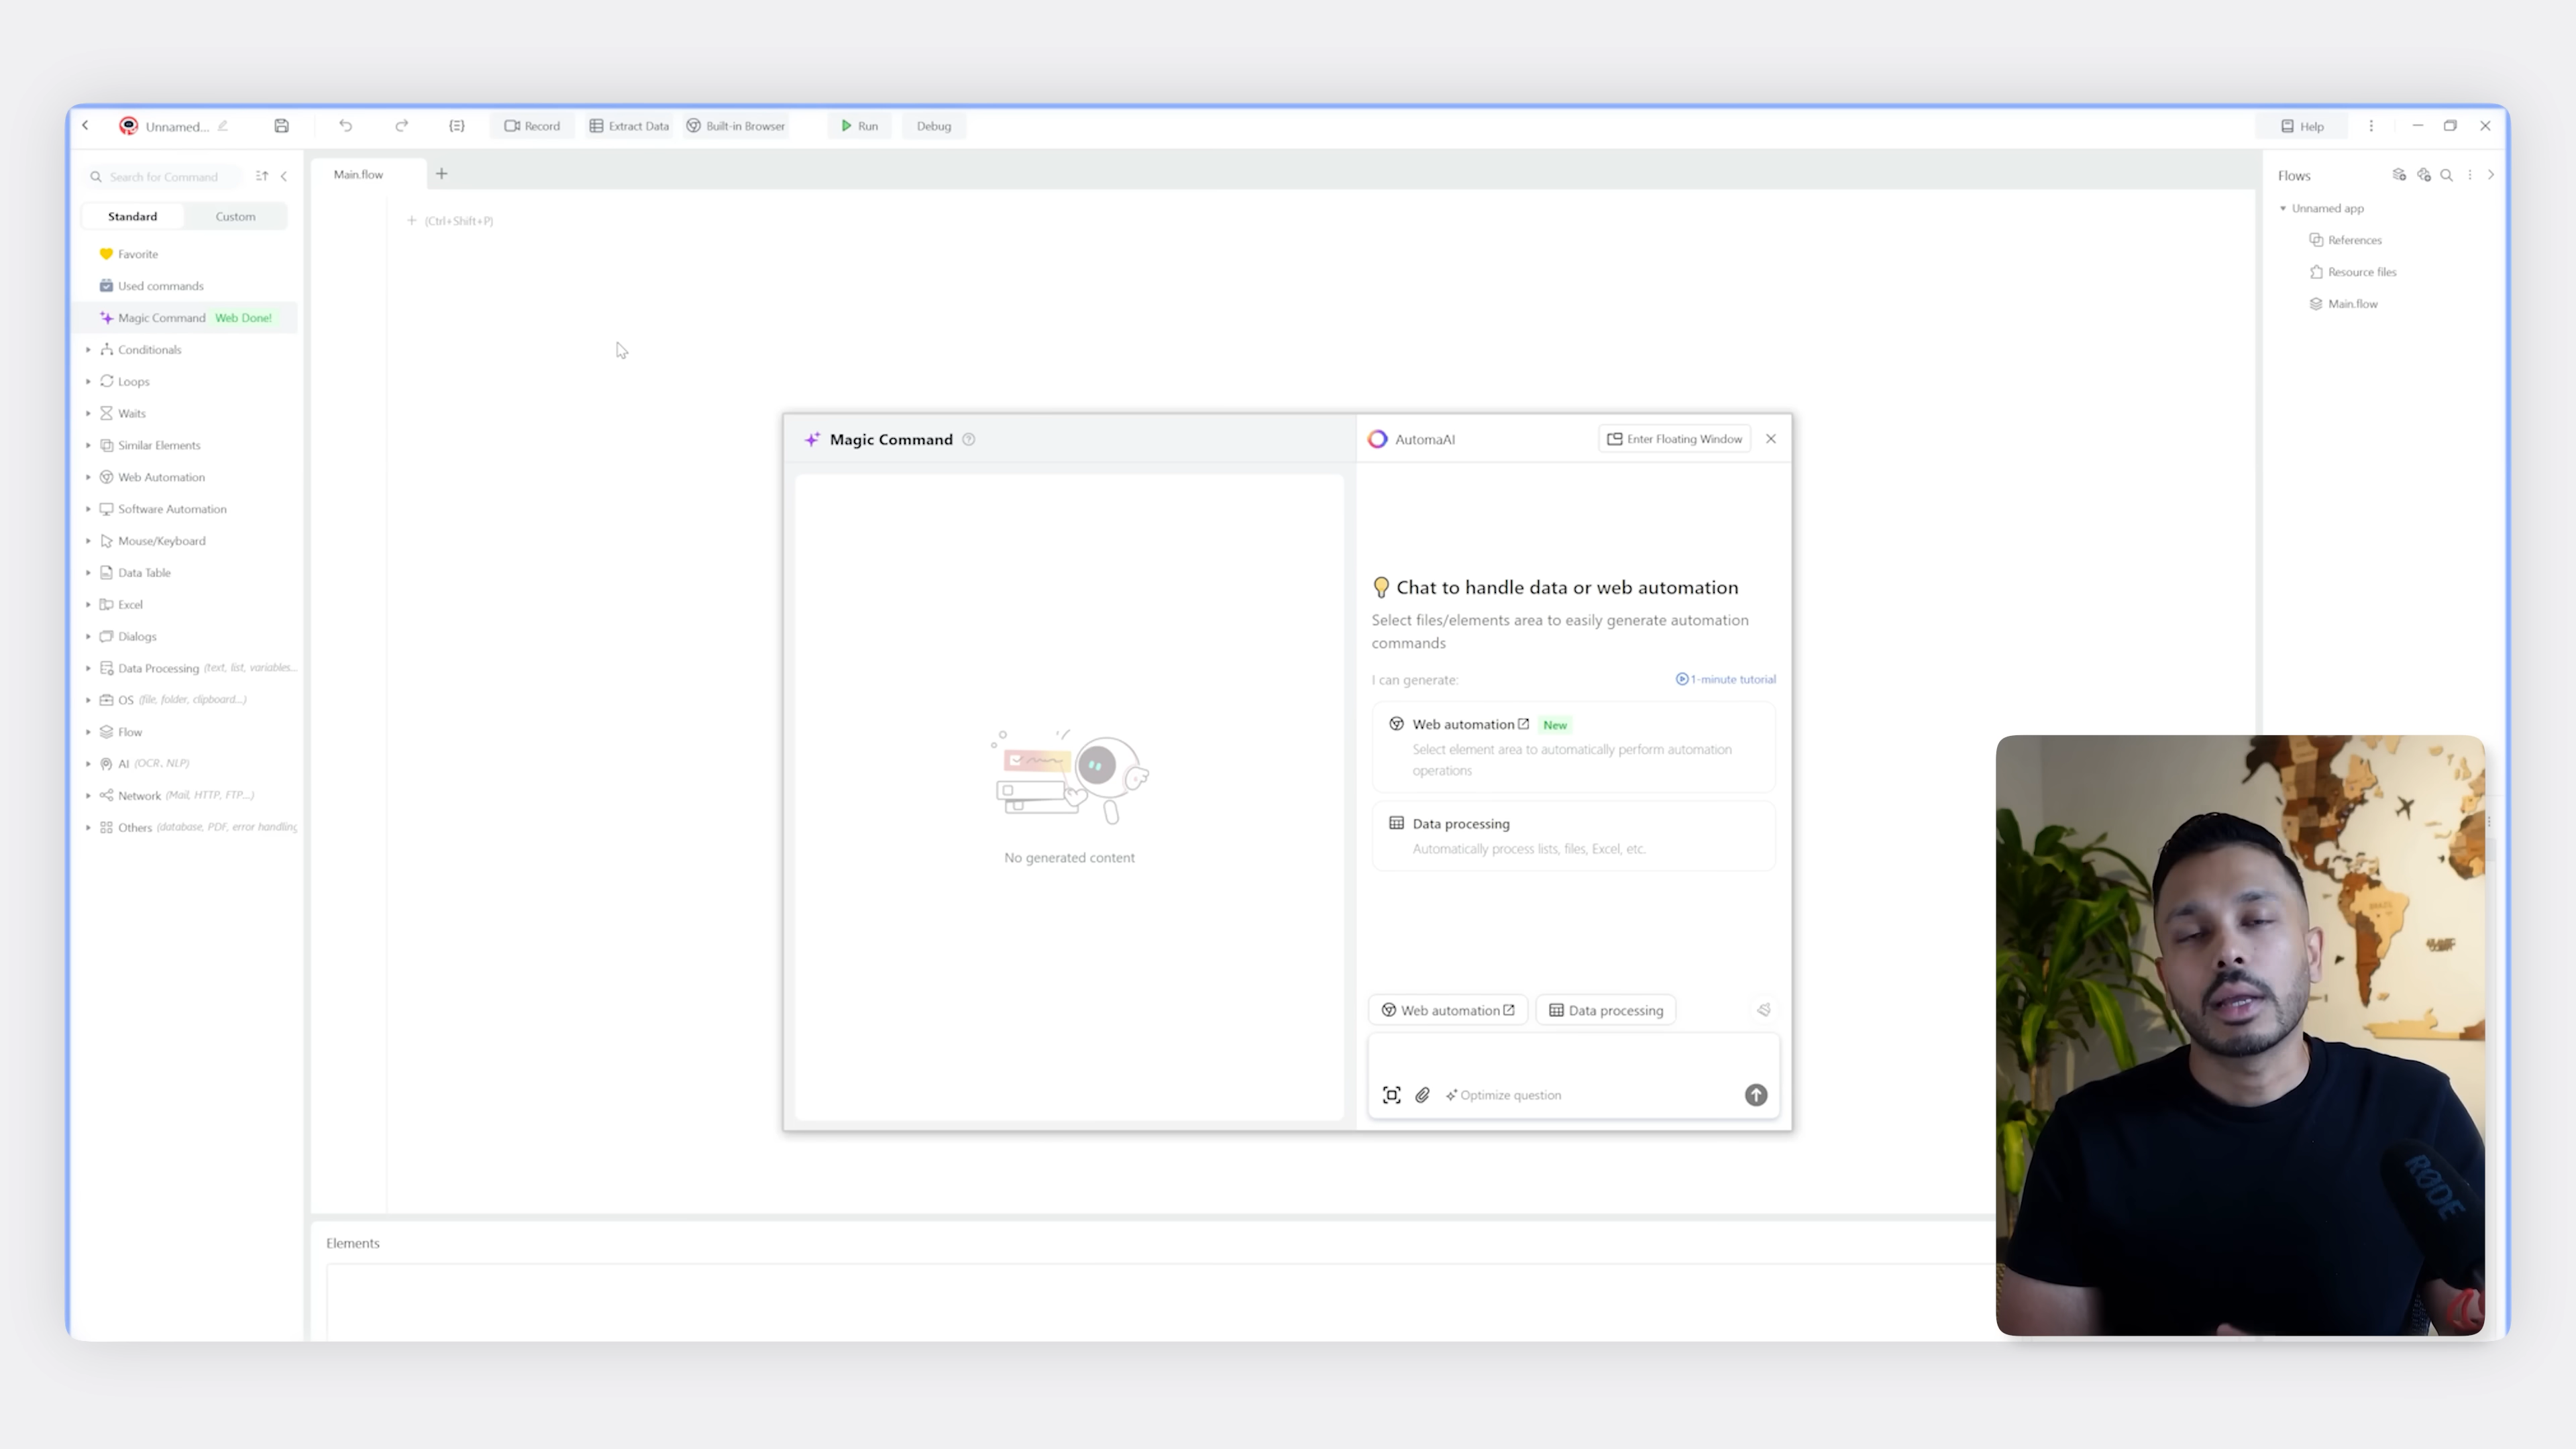 Unnamed...
Record
Extract Data
Built-in Browser
Run
Debug
Help
Search for Command
Standard
Custom
Favorite
Used commands
Magic Command Web Done!
Conditionals
Loops
Waits
Similar Elements
Web Automation
Software Automation
Mouse/Keyboard
Data Table
Excel
Dialogs
Data Processing (text, list, variables...
OS (file, folder, clipboard...)
Flow
AI (OCR, NLP)
Network (Mail, HTTP, FTP...)
Others (database, PDF, error handling
Main.flow
(Ctrl+Shift+P)
Magic Command
No generated content
AutomaAI
Enter Floating Window
Chat to handle data or web automation
Select files/elements area to easily generate automation
commands
I can generate:
1-minute tutorial
Web automation New
Select element area to automatically perform automation
operations
Data processing
Automatically process lists, files, Excel, etc.
Web automation
Data processing
Optimize question
Elements
Flows
Unnamed app
References
Resource files
Main.flow
BRAZIL
RØDE